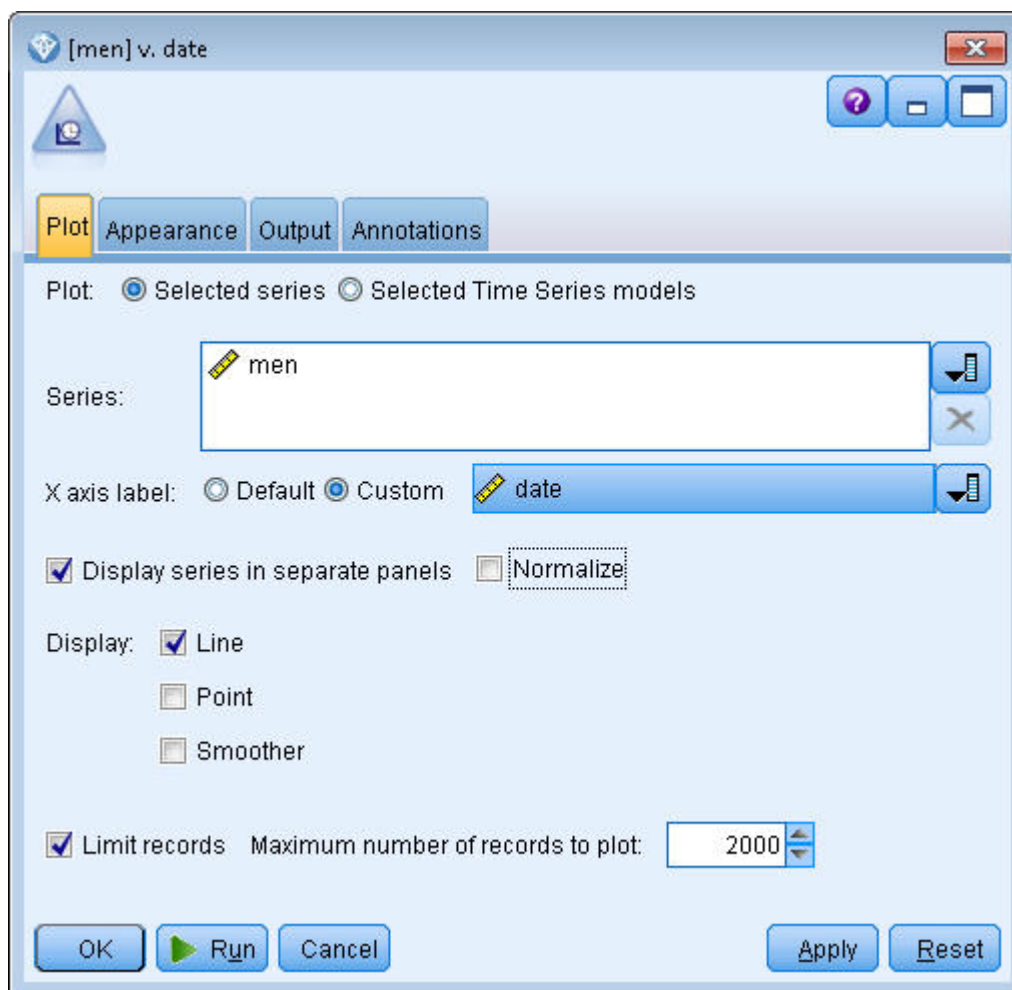 [men] v. date
Plot Appearance Output Annotations
Plot: Selected series Selected Time Series models
men
Series:
X axis label: Default Custom date
Display series in separate panels Normalize
Display: Line
Point
Smoother
Limit records Maximum number of records to plot: 2000
OK Run Cancel Apply Reset